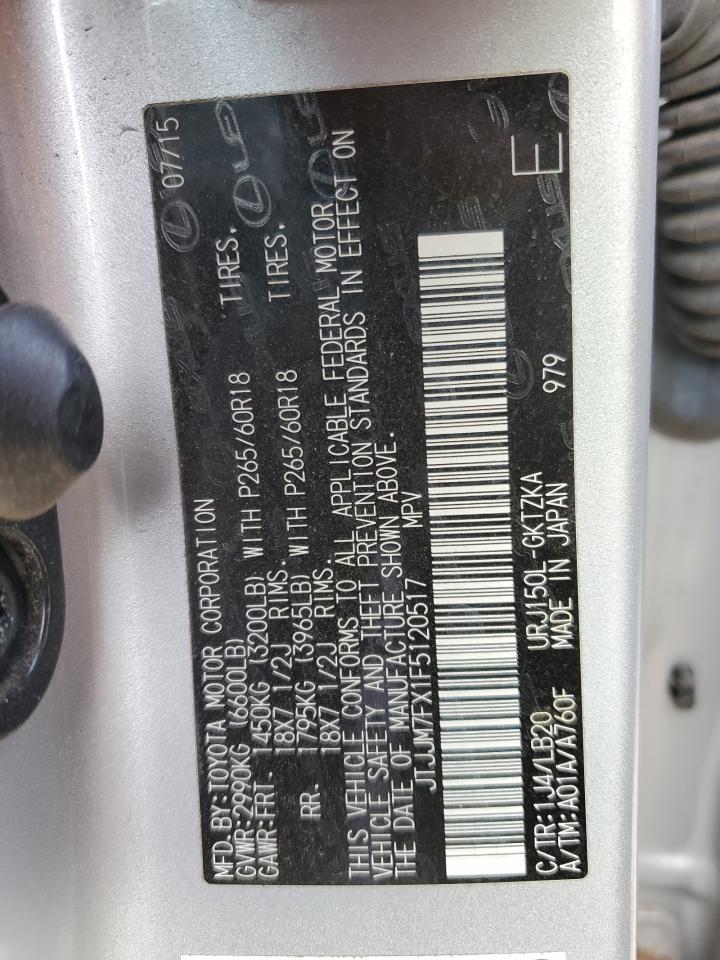 MFD.BY:TOYOTA MOTOR CORPORATION 07/15
GVWR:2990KG (6600LB)
GAWR:FRT. 1450KG (3200LB) WITH P265/60R18 TIRES.
18X7 1/2J RIMS.
RR. 1795KG (3965LB) WITH P265/60R18 TIRES.
18X7 1/2J RIMS.
THIS VEHICLE CONFORMS TO ALL APPLICABLE FEDERAL MOTOR
VEHICLE SAFETY AND THEFT PREVENTION STANDARDS IN EFFECT ON
THE DATE OF MANUFACTURE SHOWN ABOVE.
JTJJM7FX1F5120517 MPV
C/TR:1J4/LB20 URJ150L-GKTZKA
A/TM:A01A/A760F MADE IN JAPAN 979 E